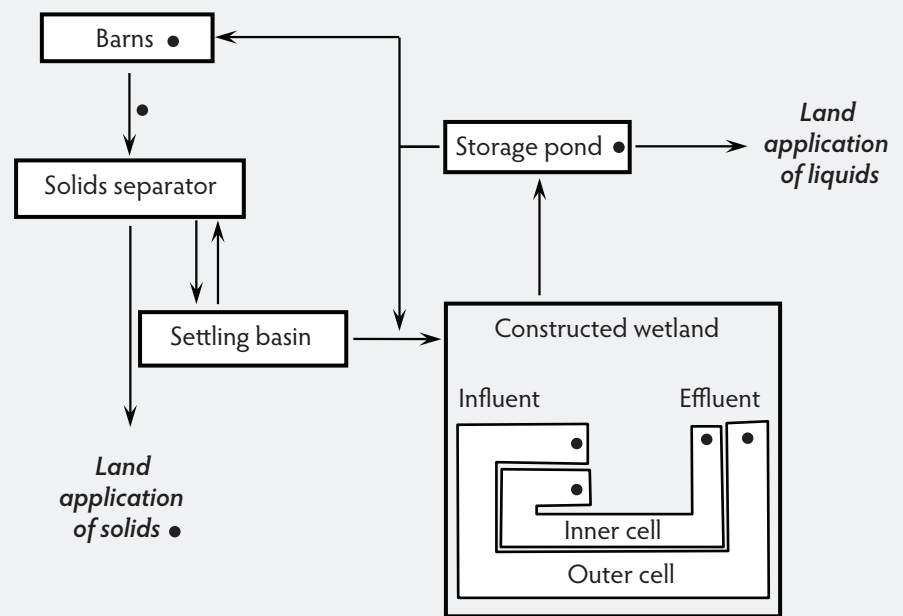 Barns
Storage pond
Land
application
of liquids
Solids separator
Settling basin
Constructed wetland
Influent
Effluent
Inner cell
Outer cell
Land
application
of solids